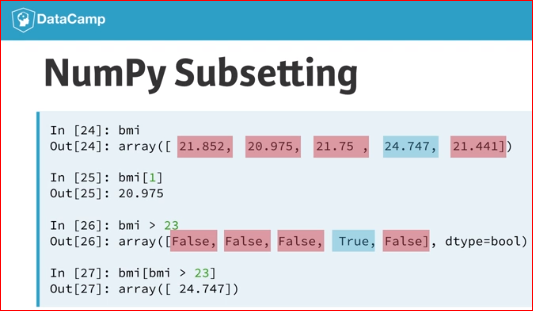 DataCamp
NumPy Subsetting
In [24]: bmi
Out[24]: array([ 21.852, 20.975, 21.75 , 24.747, 21.441])
In [25]: bmi[1]
Out[25]: 20.975
In [26]: bmi > 23
Out[26]: array([False, False, False, True, False], dtype=bool)
In [27]: bmi[bmi > 23]
Out[27]: array([ 24.747])